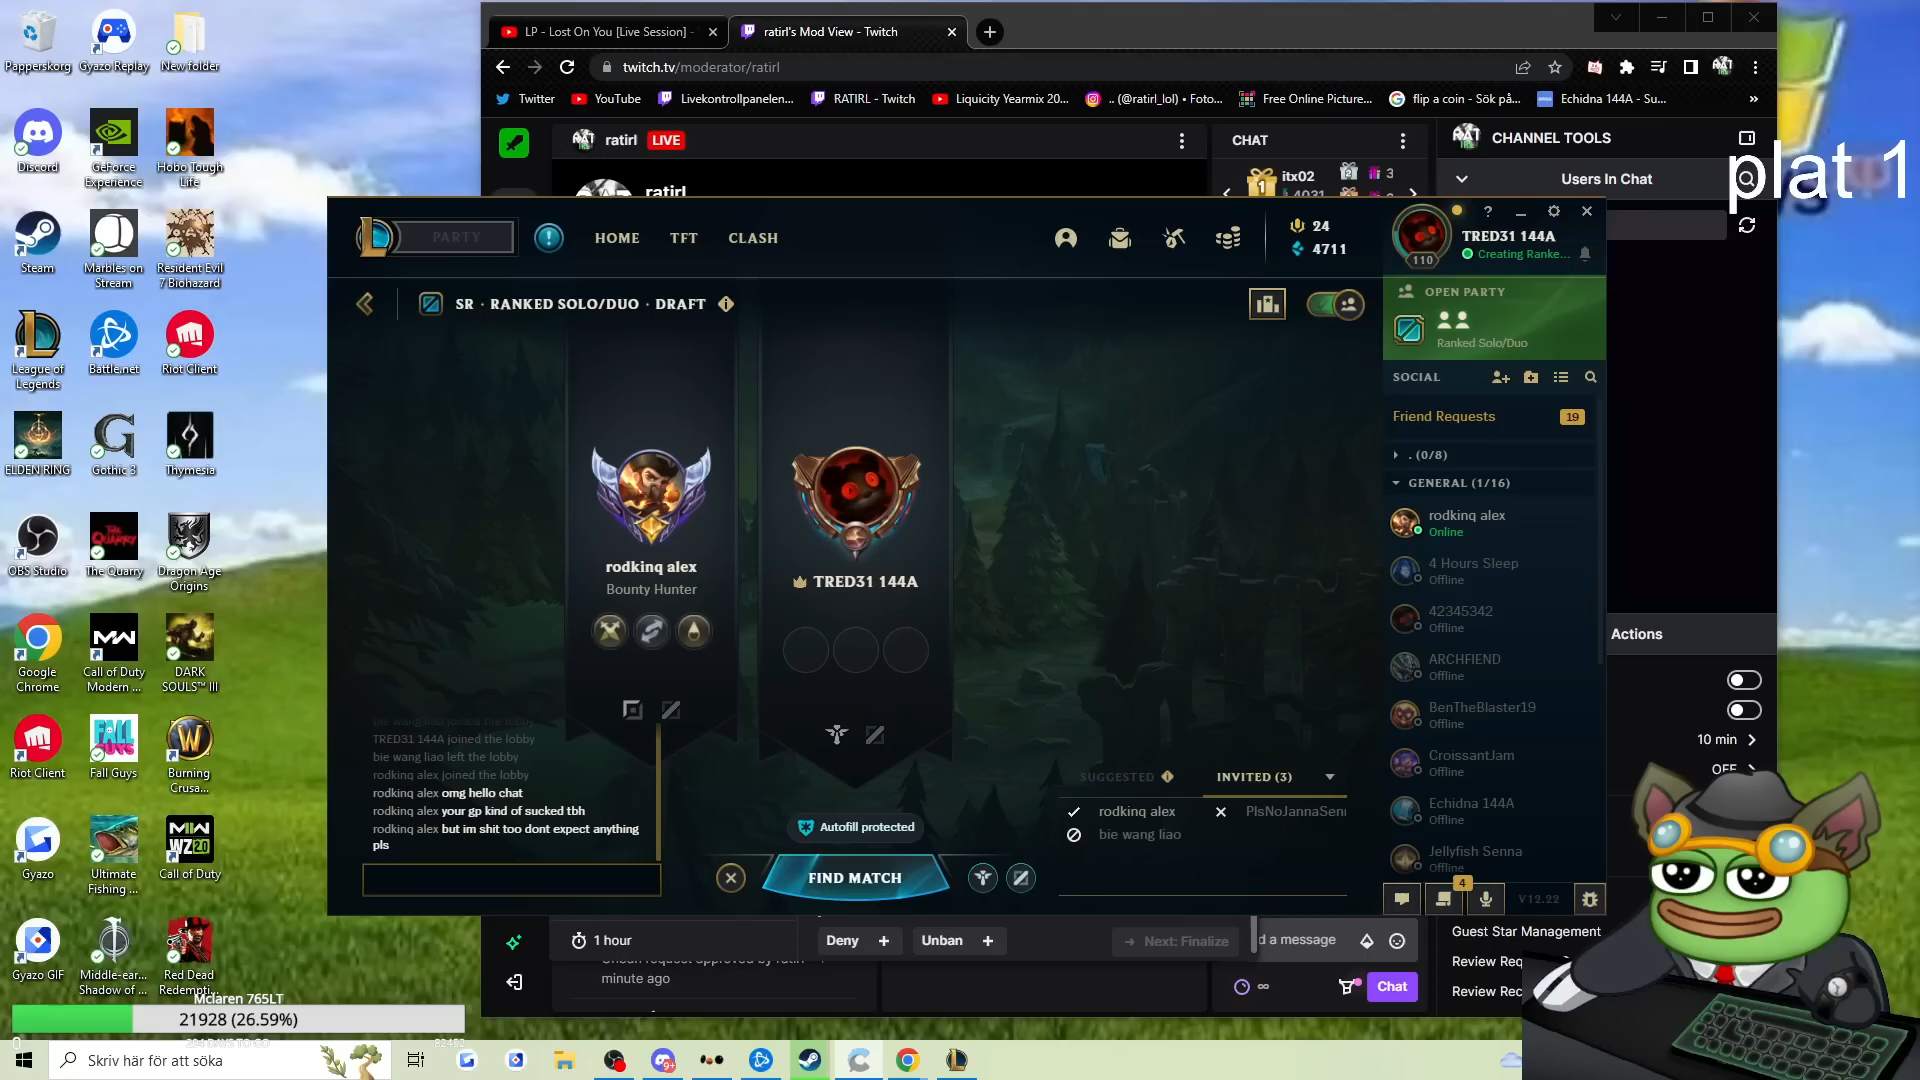 Papperskorg
Gyazo Replay
New folder
Discord
GeForce Experience
Hobo Tough Life
Steam
Marbles on Stream
Resident Evil 7 Biohazard
League of Legends
Battle.net
Riot Client
ELDEN RING
Gothic 3
Thymesia
OBS Studio
The Quarry
Dragon Age Origins
Google Chrome
Call of Duty Modern ...
DARK SOULS™ III
Riot Client
Fall Guys
Burning Crusa...
Gyazo
Ultimate Fishing ...
Call of Duty
Gyazo GIF
Middle-ear... Shadow of ...
Red Dead Redempti...
Mclaren 765LT
21928 (26.59%)
0
82452
Skriv här för att söka
LP - Lost On You [Live Session] -
ratirl's Mod View - Twitch
twitch.tv/moderator/ratirl
Twitter
YouTube
Livekontrollpanelen...
RATIRL - Twitch
Liquicity Yearmix 20...
.. (@ratirl_lol) • Foto...
Free Online Picture...
flip a coin - Sök på...
Echidna 144A - Su...
ratirl
LIVE
CHAT
CHANNEL TOOLS
plat 1
ratirl
itx02
3
Users In Chat
PARTY
HOME
TFT
CLASH
24
4711
110
TRED31 144A
Creating Ranke...
SR · RANKED SOLO/DUO · DRAFT
OPEN PARTY
Ranked Solo/Duo
SOCIAL
Friend Requests
19
. (0/8)
GENERAL (1/16)
rodkinq alex
Online
4 Hours Sleep
Offline
42345342
Offline
ARCHFIEND
Offline
BenTheBlaster19
Offline
CroissantJam
Offline
Echidna 144A
Offline
Jellyfish Senna
Offline
4
V12.22
rodkinq alex
Bounty Hunter
TRED31 144A
bie wang liao joined the lobby
TRED31 144A joined the lobby
bie wang liao left the lobby
rodkinq alex joined the lobby
rodkinq alex omg hello chat
rodkinq alex your gp kind of sucked tbh
rodkinq alex but im shit too dont expect anything
pls
Autofill protected
FIND MATCH
SUGGESTED
INVITED (3)
rodkinq alex
PlsNoJannaSenn
bie wang liao
Actions
10 min
OFF
1 hour
Deny +
Unban +
Next: Finalize
d a message
minute ago
∞
Chat
Guest Star Management
Review Req
Review Rec
9+